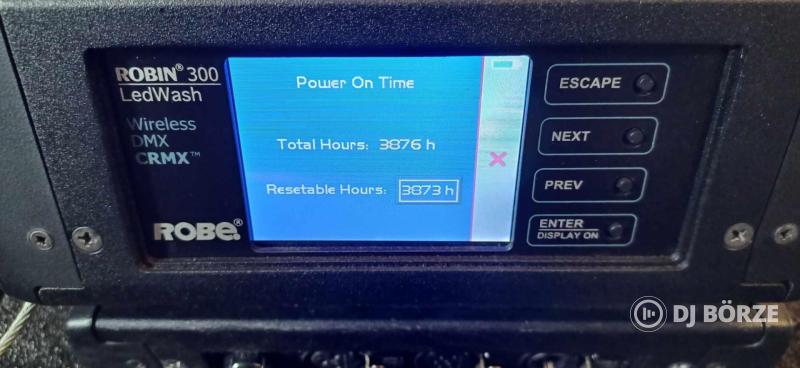 ROBIN® 300
LedWash
Wireless
DMX
CRMX™
ROBE®
Power On Time
Total Hours: 3876 h
Resetable Hours: 3873 h
ESCAPE
NEXT
PREV
ENTER
DISPLAY ON
DJ BÖRZE